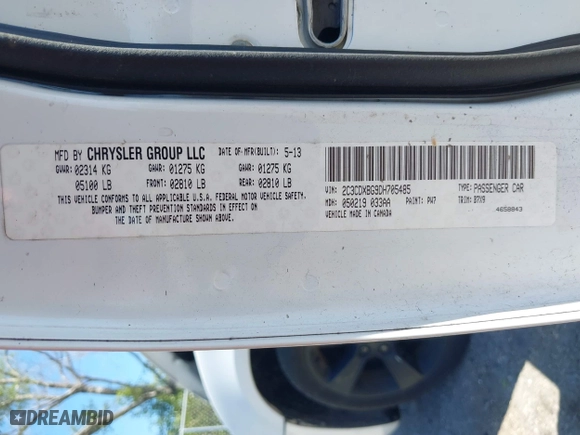 MFD BY CHRYSLER GROUP LLC DATE OF MFR(BUILT): 5-13
GVWR: 02314 KG GAWR: 01275 KG GAWR: 01275 KG
05100 LB FRONT: 02810 LB REAR: 02810 LB
THIS VEHICLE CONFORMS TO ALL APPLICABLE U.S.A. FEDERAL MOTOR VEHICLE SAFETY,
BUMPER AND THEFT PREVENTION STANDARDS IN EFFECT ON
THE DATE OF MANUFACTURE SHOWN ABOVE.
VIN: 2C3CDXBG9DH705485 TYPE: PASSENGER CAR
MDH: 050219 033AA PAINT: PW7 TRIM: B7X9
VEHICLE MADE IN CANADA 4658843
DREAMBID